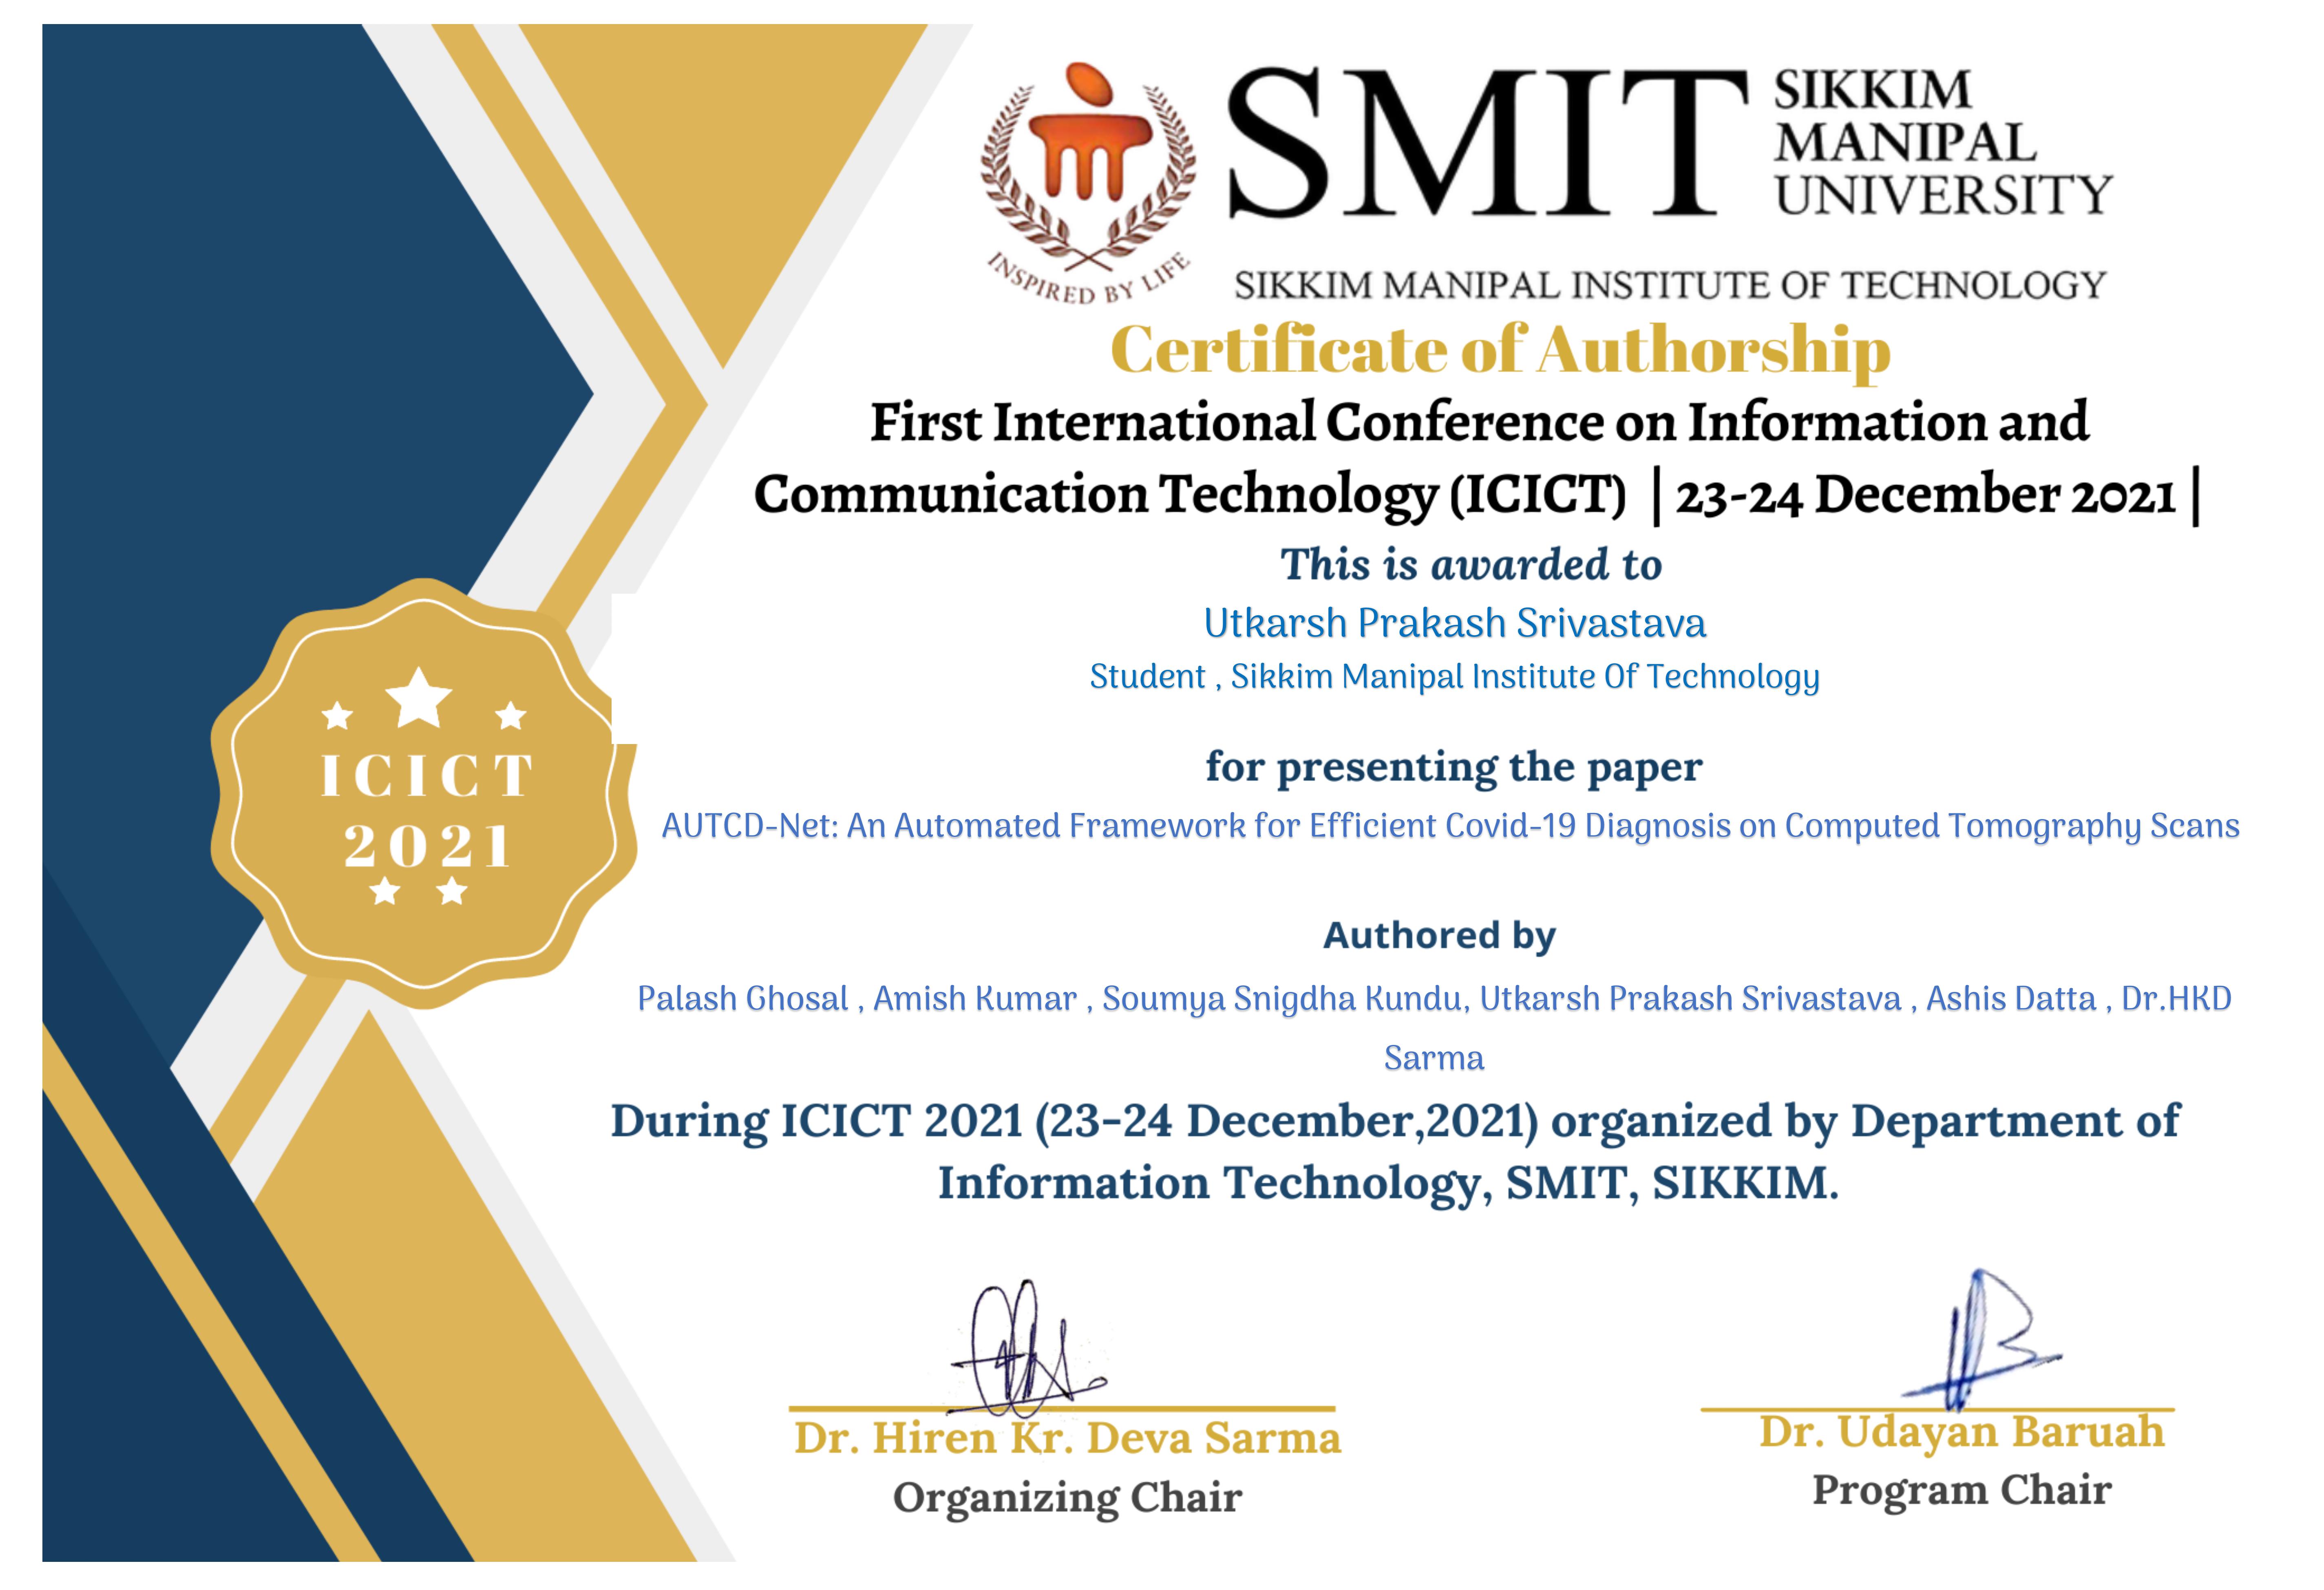 SMIT
SIKKIM
MANIPAL
UNIVERSITY
INSPIRED BY LIFE
SIKKIM MANIPAL INSTITUTE OF TECHNOLOGY
Certificate of Authorship
First International Conference on Information and
Communication Technology (ICICT) | 23-24 December 2021 |
This is awarded to
Utkarsh Prakash Srivastava
Student , Sikkim Manipal Institute Of Technology
ICICT
2021
for presenting the paper
AUTCD-Net: An Automated Framework for Efficient Covid-19 Diagnosis on Computed Tomography Scans
Authored by
Palash Ghosal , Amish Kumar , Soumya Snigdha Kundu, Utkarsh Prakash Srivastava , Ashis Datta , Dr.HKD
Sarma
During ICICT 2021 (23-24 December,2021) organized by Department of
Information Technology, SMIT, SIKKIM.
Dr. Hiren Kr. Deva Sarma
Organizing Chair
Dr. Udayan Baruah
Program Chair